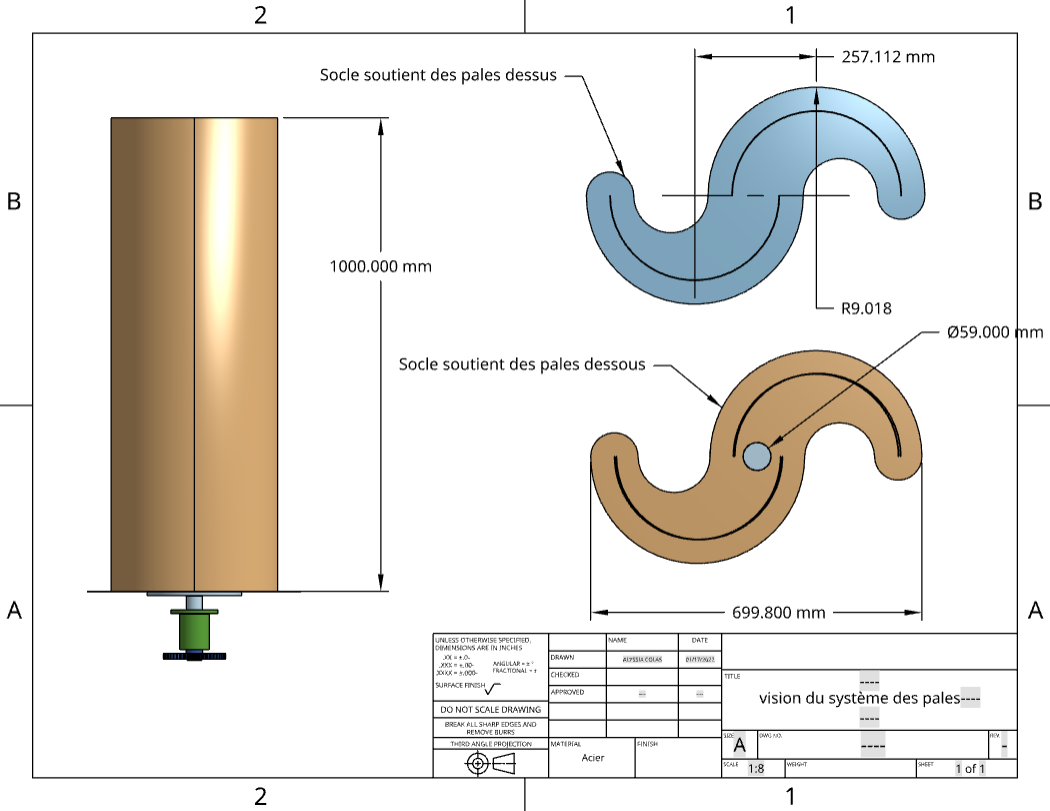 2
1
Socle soutient des pales dessus
257.112 mm
B
B
1000.000 mm
R9.018
Ø59.000 mm
Socle soutient des pales dessous
A
A
699.800 mm
UNLESS OTHERWISE SPECIFIED,
DIMENSIONS ARE IN INCHES
.XX = ±.0-
.XXX = ±.00-
.XXXX = ±.000-
ANGULAR = ± °
FRACTIONAL = ±
SURFACE FINISH
DO NOT SCALE DRAWING
BREAK ALL SHARP EDGES AND
REMOVE BURRS
THIRD ANGLE PROJECTION
NAME
DATE
DRAWN
ALYSSIA COLAS
CHECKED
APPROVED
---
---
MATERIAL
Acier
FINISH
TITLE
----
vision du système des pales----
----
SIZE
A
DWG NO.
----
REV.
-
SCALE
1:8
WEIGHT
SHEET
1 of 1
2
1